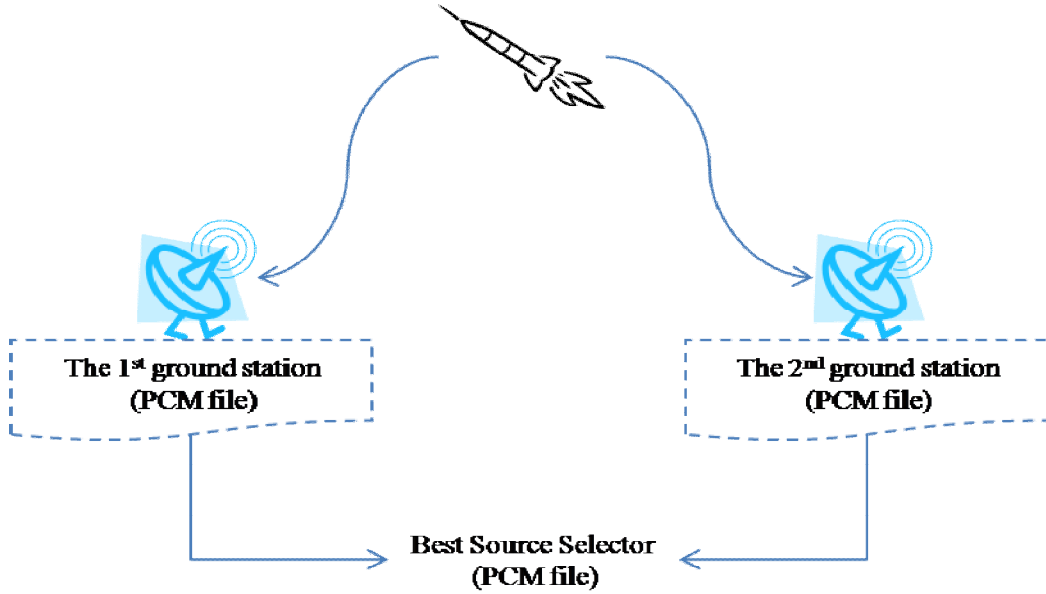 The 1st ground station
(PCM file)
The 2nd ground station
(PCM file)
Best Source Selector
(PCM file)